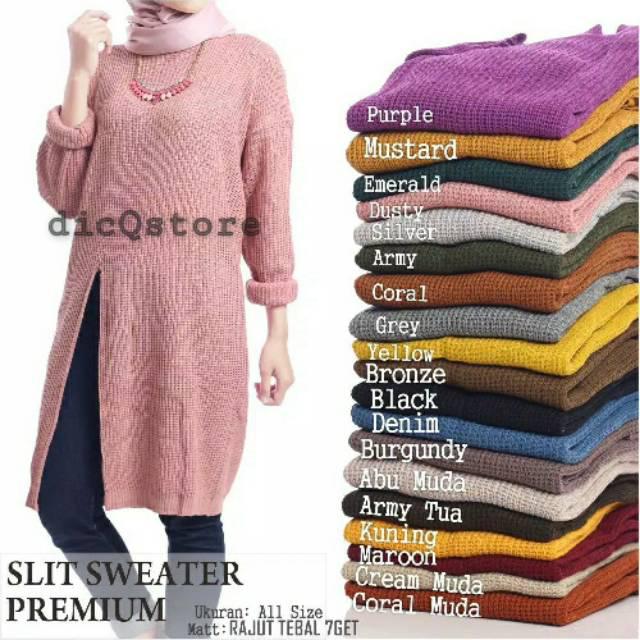 dicQstore
SLIT SWEATER
PREMIUM
Ukuran: All Size
Matt: RAJUT TEBAL 7GET
Purple
Mustard
Emerald
Dusty
Silver
Army
Coral
Grey
Yellow
Bronze
Black
Denim
Burgundy
Abu Muda
Army Tua
Kuning
Maroon
Cream Muda
Coral Muda